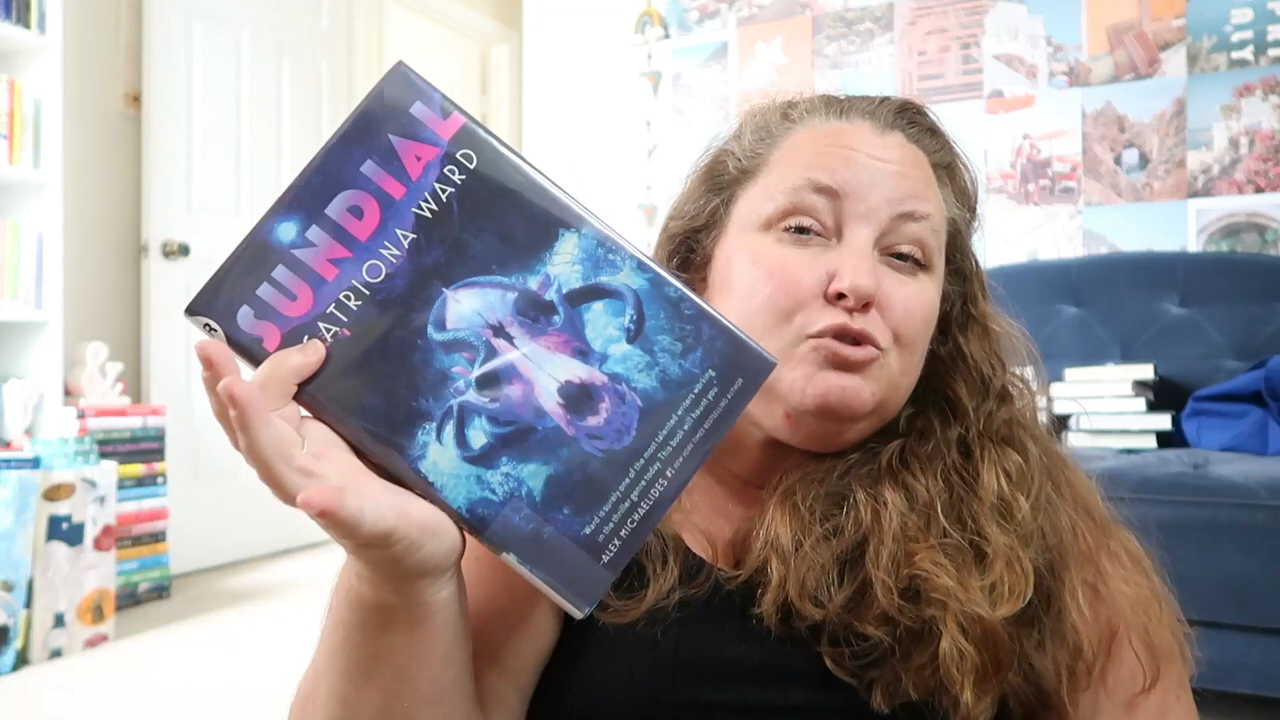 SUNDIAL
CATRIONA WARD
R
"Ward is surely one of the most talented writers working
in the thriller genre today. This book will haunt you."
—ALEX MICHAELIDES #1 NEW YORK TIMES BESTSELLING AUTHOR